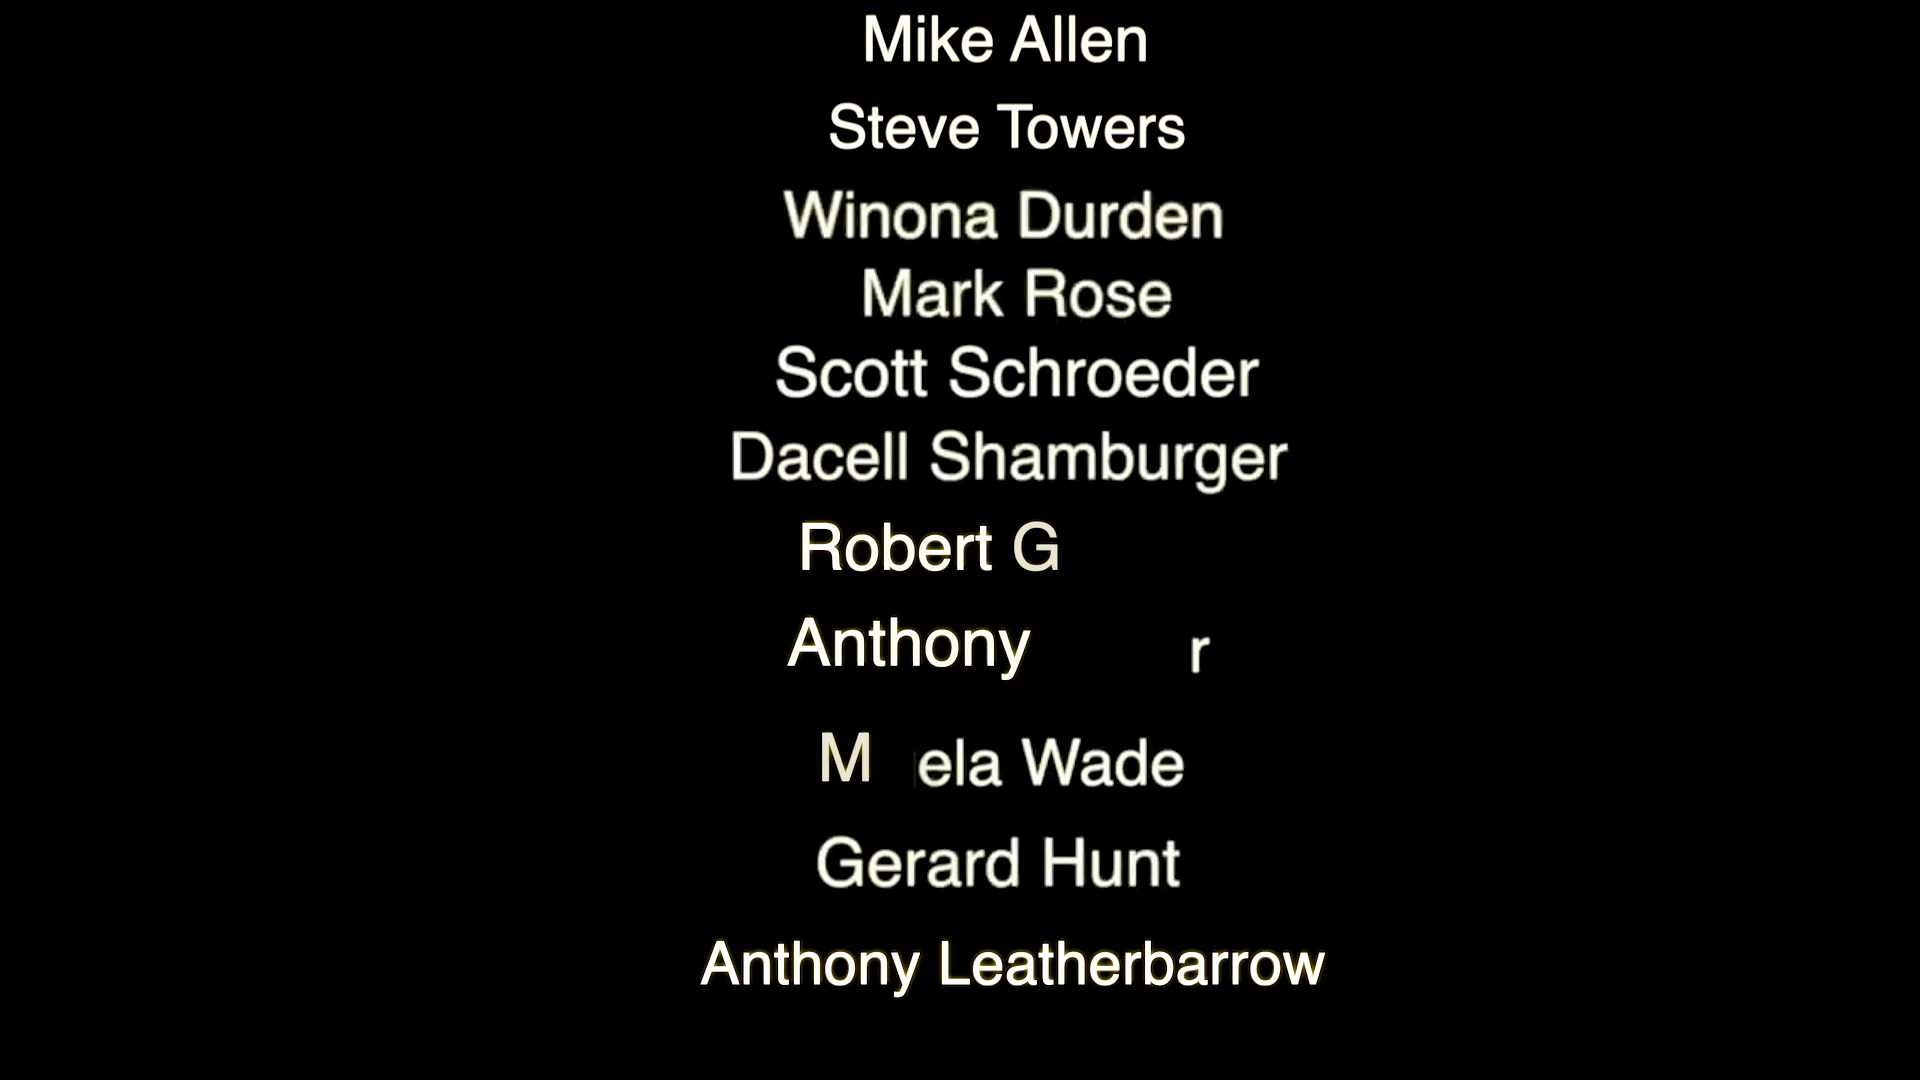 Mike Allen
Steve Towers
Winona Durden
Mark Rose
Scott Schroeder
Dacell Shamburger
Robert G
Anthony r
M ela Wade
Gerard Hunt
Anthony Leatherbarrow